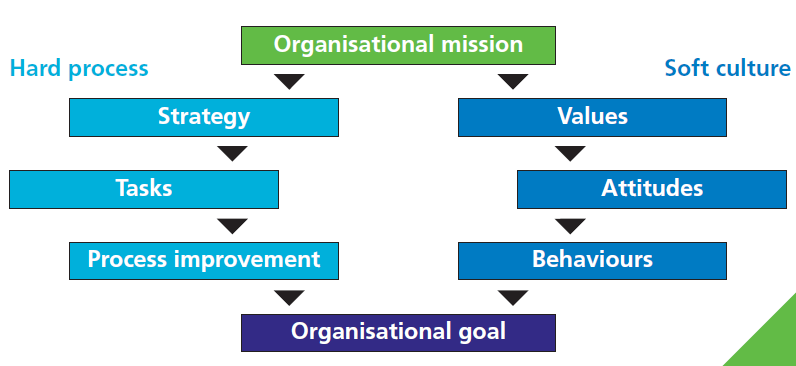 Organisational mission
Hard process
Soft culture
Strategy
Values
Tasks
Attitudes
Process improvement
Behaviours
Organisational goal